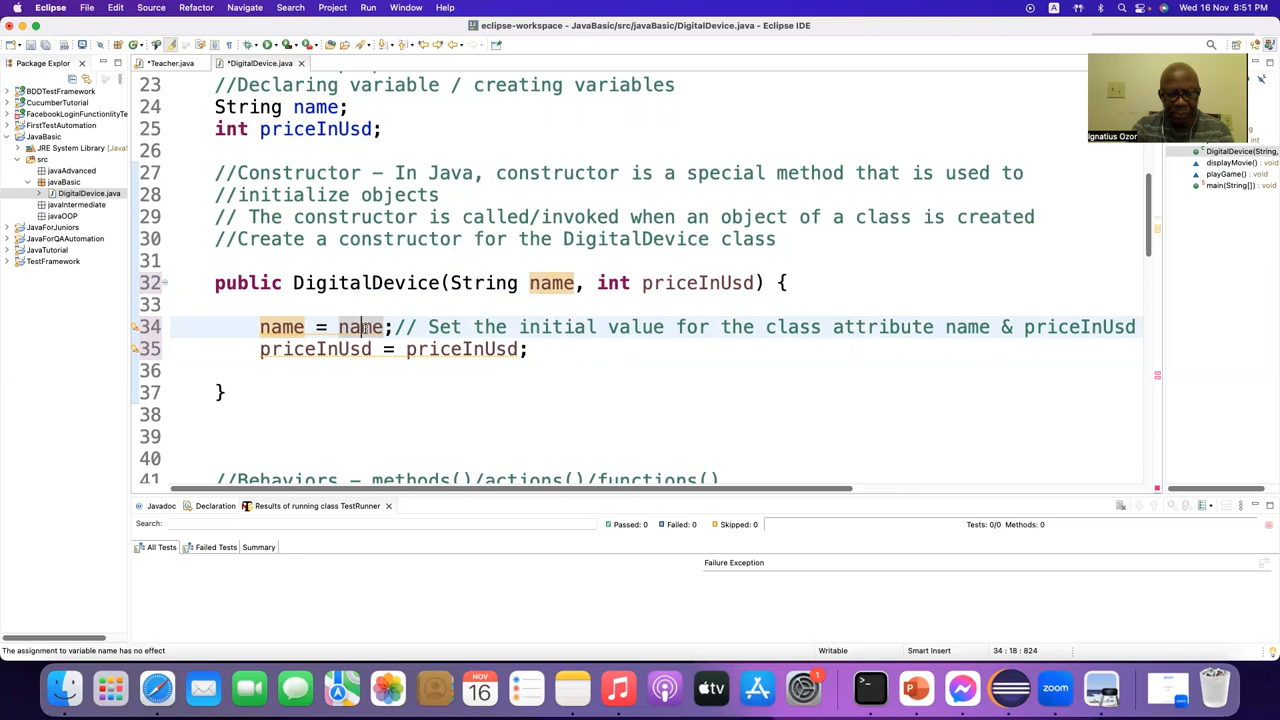 Eclipse File Edit Source Refactor Navigate Search Project Run Window Help A Wed Nov 16 8:51 PM
eclipse-workspace - JavaBasic/src/javaBasic/DigitalDevice.java - Eclipse IDE
Package Explor
*Teacher.java
*DigitalDevice.java
BDDTestFramework
CucumberTutorial
FacebookLoginFunctionlityTe
FirstTestAutomation
JavaBasic
JRE System Library [Java
src
javaAdvanced
javaBasic
DigitalDevice.java
javaIntermediate
javaOOP
JavaForJuniors
JavaForQAAutomation
JavaTutorial
TestFramework
23 //Declaring variable / creating variables
24 String name;
25 int priceInUsd;
26
27 //Constructor – In Java, constructor is a special method that is used to
28 //initialize objects
29 // The constructor is called/invoked when an object of a class is created
30 //Create a constructor for the DigitalDevice class
31
32 public DigitalDevice(String name, int priceInUsd) {
33
34 name = name;// Set the initial value for the class attribute name & priceInUsd
35 priceInUsd = priceInUsd;
36
37 }
38
39
40
41 //Behaviors – methods()/actions()/functions()
Ignatius Ozor
DigitalDevice(String,
displayMovie() : void
playGame() : void
main(String[]) : void
Javadoc Declaration Results of running class TestRunner
Search: Passed: 0 Failed: 0 Skipped: 0 Tests: 0/0 Methods: 0
All Tests Failed Tests Summary
Failure Exception
The assignment to variable name has no effect Writable Smart Insert 34 : 18 : 824
NOV
16
tv
1
zoom